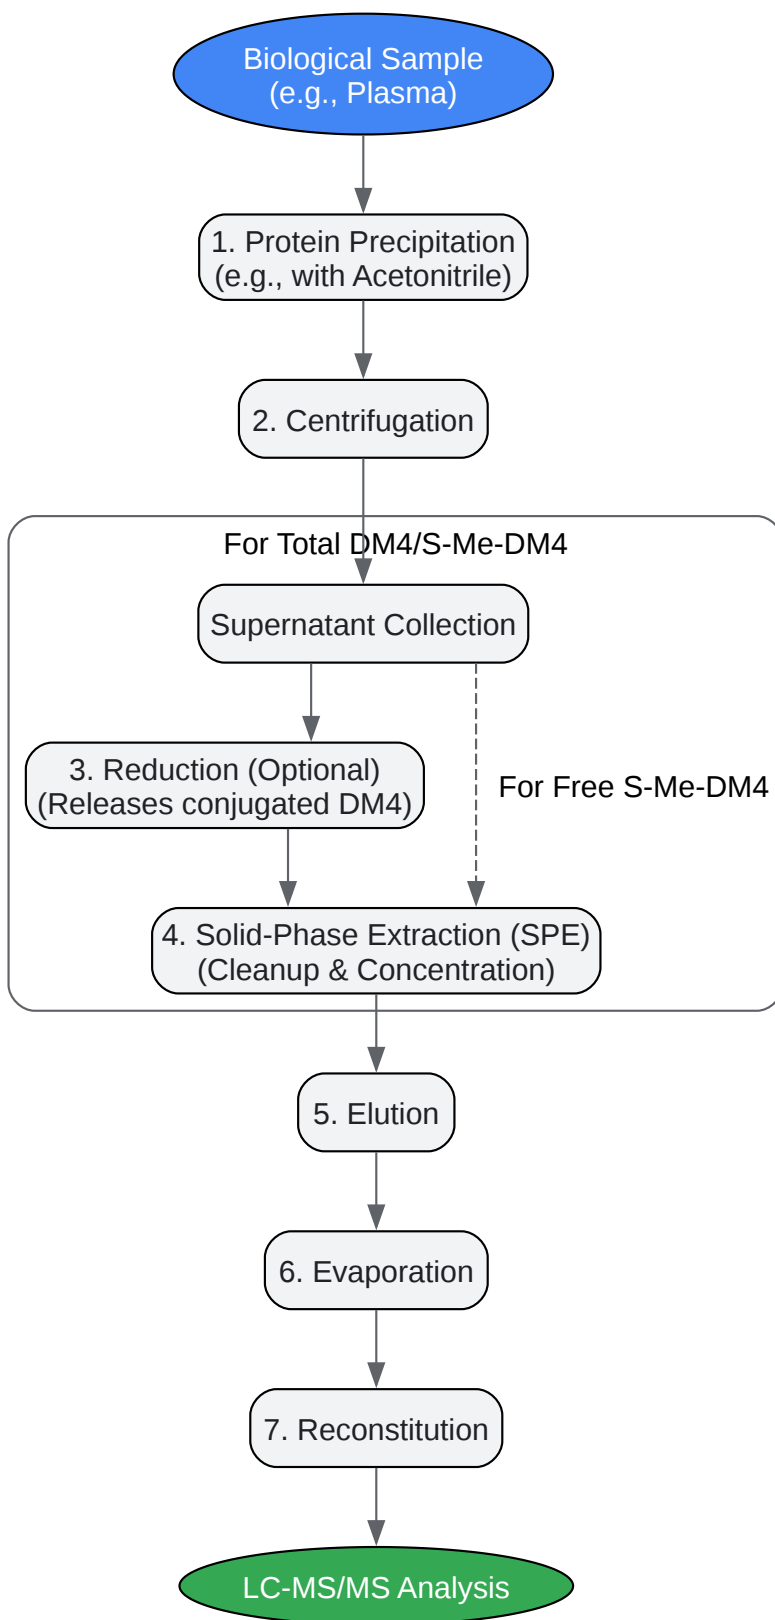 Biological Sample
(e.g., Plasma)
1. Protein Precipitation
(e.g., with Acetonitrile)
2. Centrifugation
For Total DM4/S-Me-DM4
Supernatant Collection
3. Reduction (Optional)
(Releases conjugated DM4)
For Free S-Me-DM4
4. Solid-Phase Extraction (SPE)
(Cleanup & Concentration)
5. Elution
6. Evaporation
7. Reconstitution
LC-MS/MS Analysis